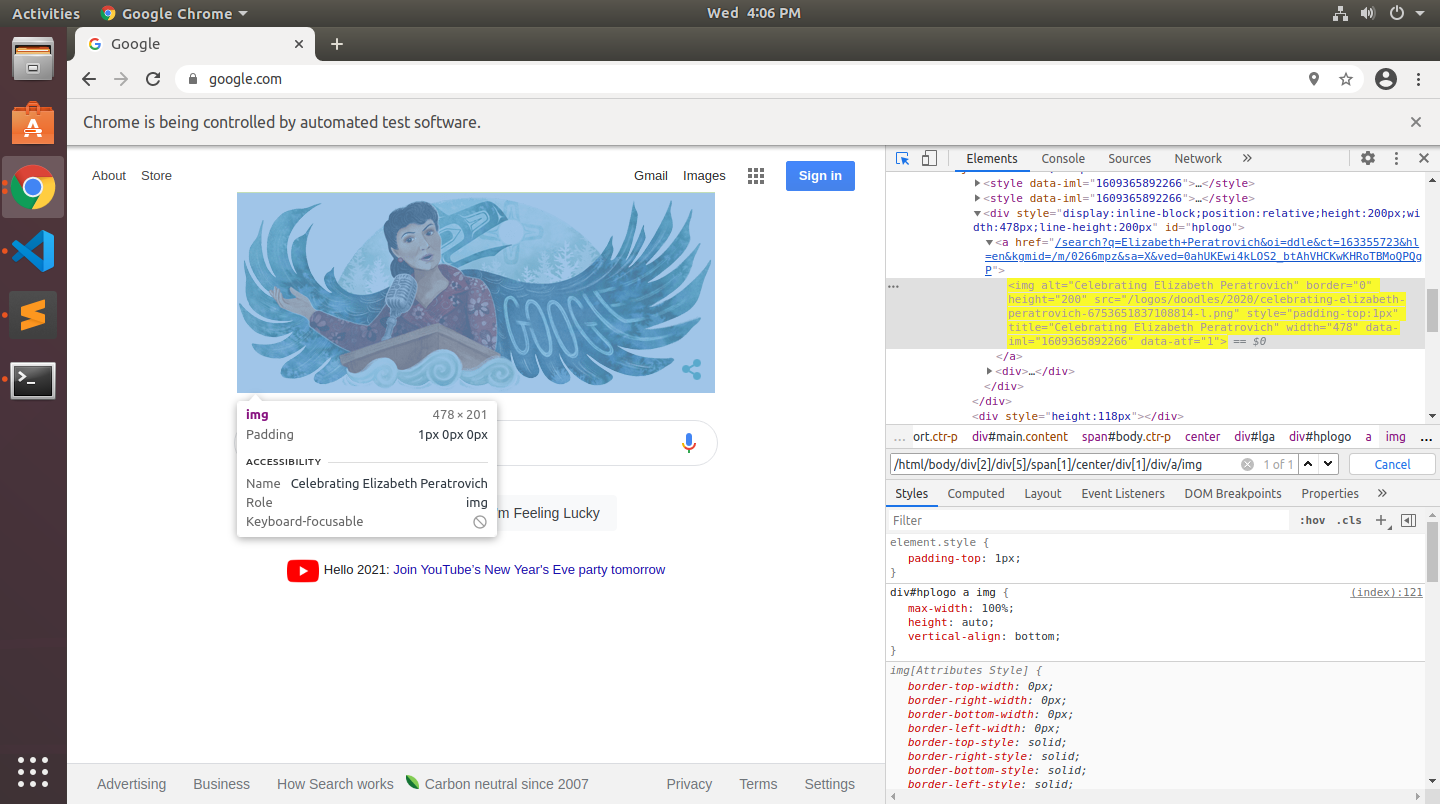 Activities
Google Chrome
Wed 4:06 PM
Google
google.com
Chrome is being controlled by automated test software.
About
Store
Gmail
Images
Sign in
img
478 × 201
Padding
1px 0px 0px
ACCESSIBILITY
Name
Celebrating Elizabeth Peratrovich
Role
img
Keyboard-focusable
m Feeling Lucky
Hello 2021: Join YouTube's New Year's Eve party tomorrow
Advertising
Business
How Search works
Carbon neutral since 2007
Privacy
Terms
Settings
Elements
Console
Sources
Network
»
<style data-iml="1609365892266">…</style>
<style data-iml="1609365892266">…</style>
<div style="display:inline-block;position:relative;height:200px;wi
dth:478px;line-height:200px" id="hplogo">
<a href="/search?q=Elizabeth+Peratrovich&oi=ddle&ct=163355723&hl
=en&kgmid=/m/0266mpz&sa=X&ved=0ahUKEwi4kLOS2_btAhVHCKwKHRoTBMoQPQg
P">
…
<img alt="Celebrating Elizabeth Peratrovich" border="0"
height="200" src="/logos/doodles/2020/celebrating-elizabeth-
peratrovich-6753651837108814-l.png" style="padding-top:1px"
title="Celebrating Elizabeth Peratrovich" width="478" data-
iml="1609365892266" data-atf="1"> == $0
</a>
<div>…</div>
</div>
</div>
<div style="height:118px"></div>
… ort.ctr-p div#main.content span#body.ctr-p center div#lga div#hplogo a img …
/html/body/div[2]/div[5]/span[1]/center/div[1]/div/a/img
1 of 1
Cancel
Styles
Computed
Layout
Event Listeners
DOM Breakpoints
Properties
»
Filter
:hov
.cls
+
element.style {
padding-top: 1px;
}
div#hplogo a img {
(index):121
max-width: 100%;
height: auto;
vertical-align: bottom;
}
img[Attributes Style] {
border-top-width: 0px;
border-right-width: 0px;
border-bottom-width: 0px;
border-left-width: 0px;
border-top-style: solid;
border-right-style: solid;
border-bottom-style: solid;
border-left-style: solid;